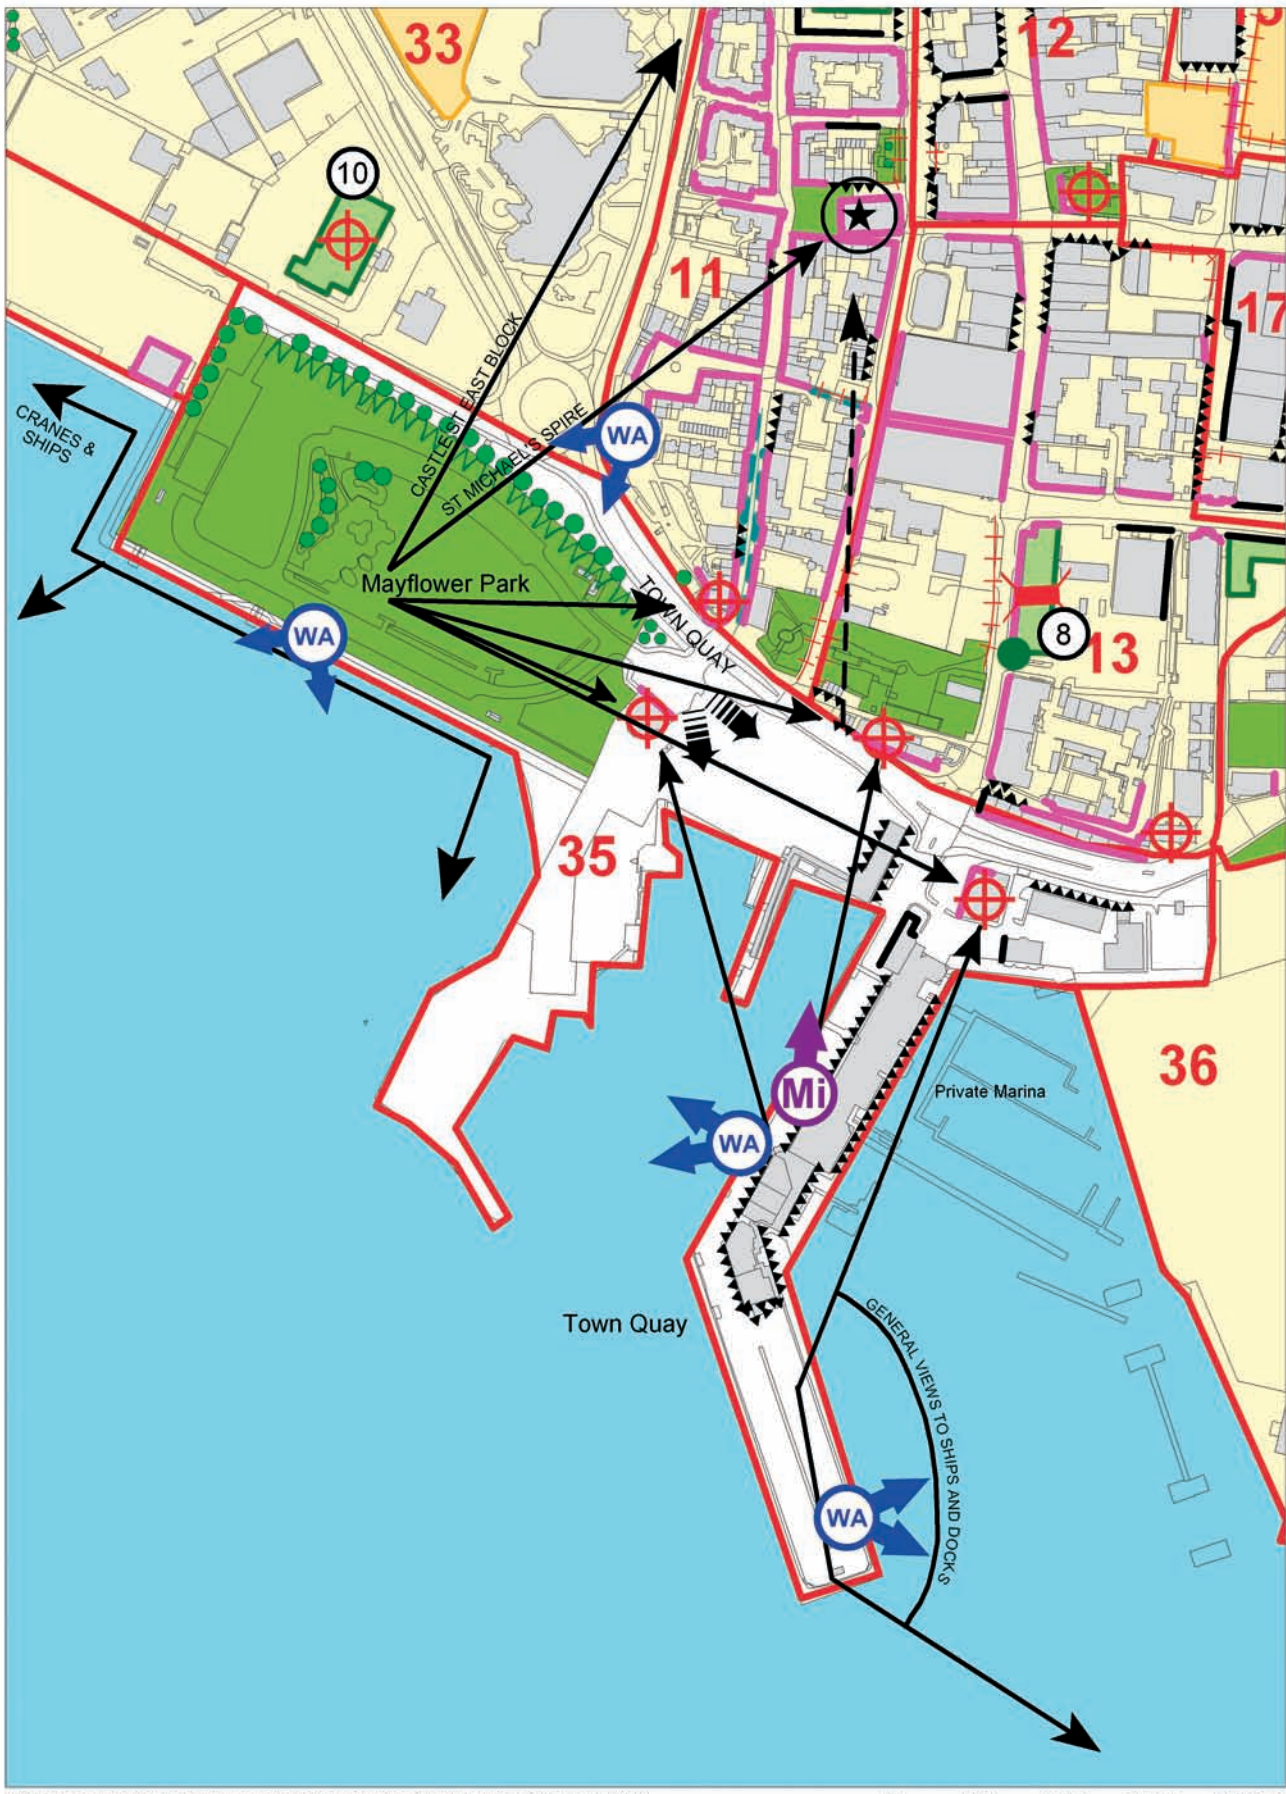 33
12
10
11
17
CASTLE ST EAST BLOCK
ST MICHAEL'S SPIRE
CRANES &
SHIPS
WA
Mayflower Park
TOWN QUAY
WA
8
13
35
36
Mi
Private Marina
WA
Town Quay
GENERAL VIEWS TO SHIPS AND DOCKS
WA